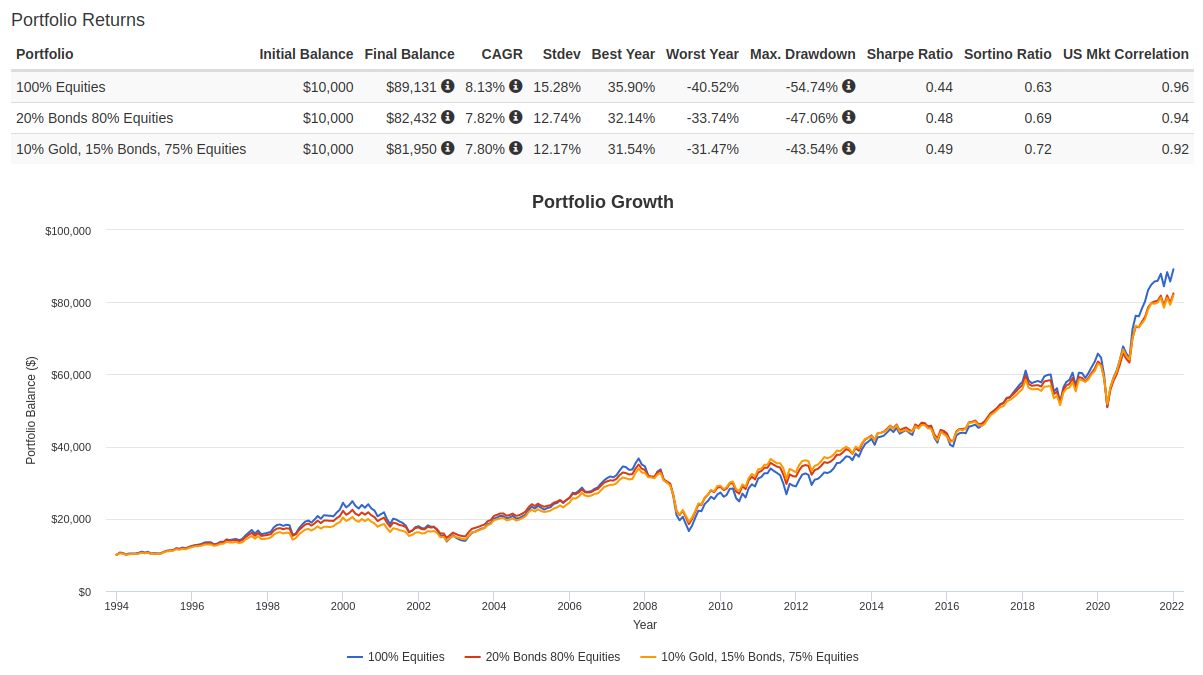 Portfolio Returns
Portfolio Initial Balance Final Balance CAGR Stdev Best Year Worst Year Max. Drawdown Sharpe Ratio Sortino Ratio US Mkt Correlation
100% Equities $10,000 $89,131 8.13% 15.28% 35.90% -40.52% -54.74% 0.44 0.63 0.96
20% Bonds 80% Equities $10,000 $82,432 7.82% 12.74% 32.14% -33.74% -47.06% 0.48 0.69 0.94
10% Gold, 15% Bonds, 75% Equities $10,000 $81,950 7.80% 12.17% 31.54% -31.47% -43.54% 0.49 0.72 0.92
Portfolio Growth
Portfolio Balance ($)
$100,000
$80,000
$60,000
$40,000
$20,000
$0
1994 1996 1998 2000 2002 2004 2006 2008 2010 2012 2014 2016 2018 2020 2022
Year
100% Equities 20% Bonds 80% Equities 10% Gold, 15% Bonds, 75% Equities